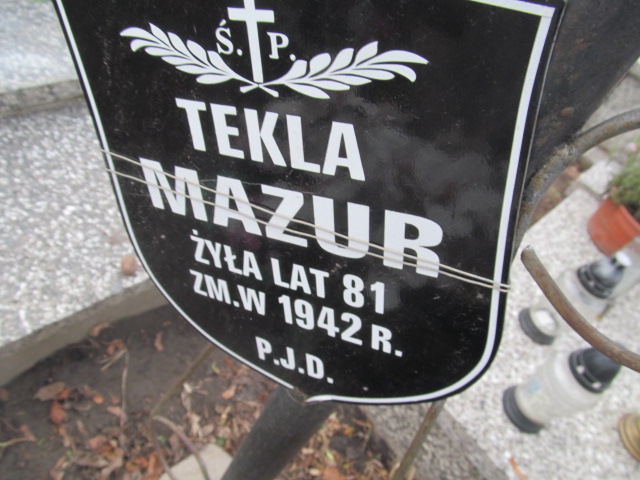 Ś. P.
TEKLA
MAZUR
ŻYŁA LAT 81
ZM.W 1942 R.
P.J.D.